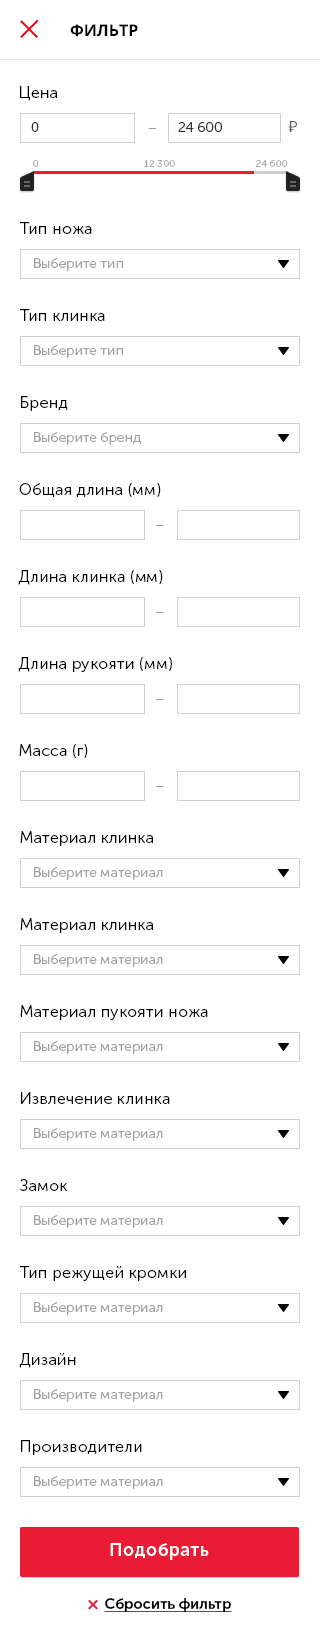 ФИЛЬТР
Цена
0 – 24 600 ₽
0 12 300 24 600
Тип ножа
Выберите тип
Тип клинка
Выберите тип
Бренд
Выберите бренд
Общая длина (мм)
–
Длина клинка (мм)
–
Длина рукояти (мм)
–
Масса (г)
–
Материал клинка
Выберите материал
Материал клинка
Выберите материал
Материал пукояти ножа
Выберите материал
Извлечение клинка
Выберите материал
Замок
Выберите материал
Тип режущей кромки
Выберите материал
Дизайн
Выберите материал
Производители
Выберите материал
Подобрать
Сбросить фильтр